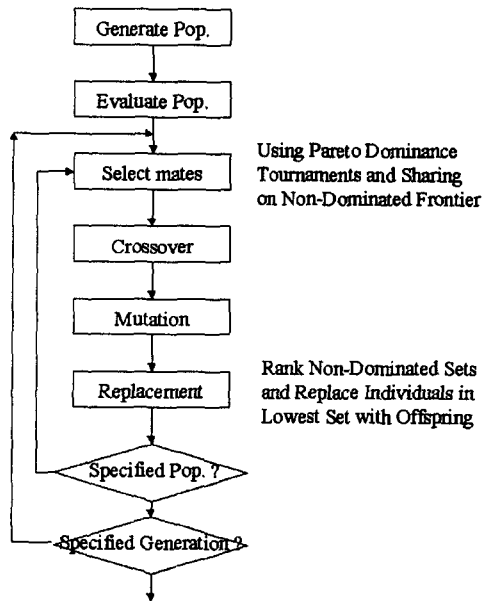 Generate Pop.
Evaluate Pop.
Select mates
Using Pareto Dominance
Tournaments and Sharing
on Non-Dominated Frontier
Crossover
Mutation
Replacement
Rank Non-Dominated Sets
and Replace Individuals in
Lowest Set with Offspring
Specified Pop. ?
Specified Generation ?